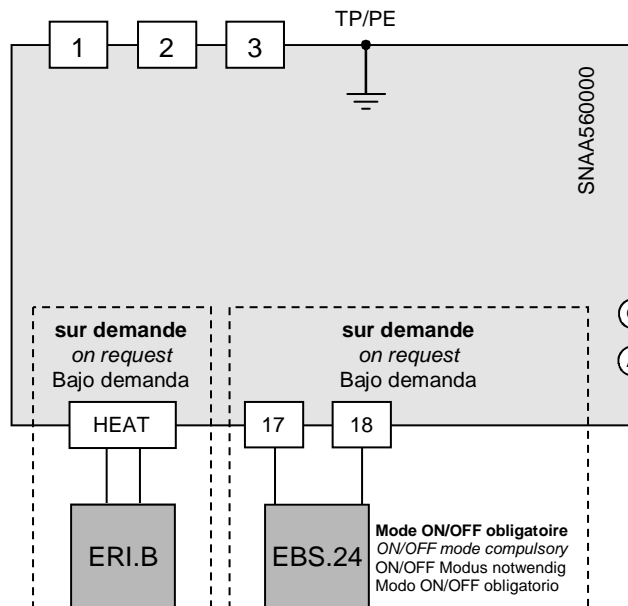 TP/PE
1
2
3
SNAA560000
sur demande
on request
Bajo demanda
sur demande
on request
Bajo demanda
HEAT
17
18
ERI.B
EBS.24
Mode ON/OFF obligatoire
ON/OFF mode compulsory
ON/OFF Modus notwendig
Modo ON/OFF obligatorio